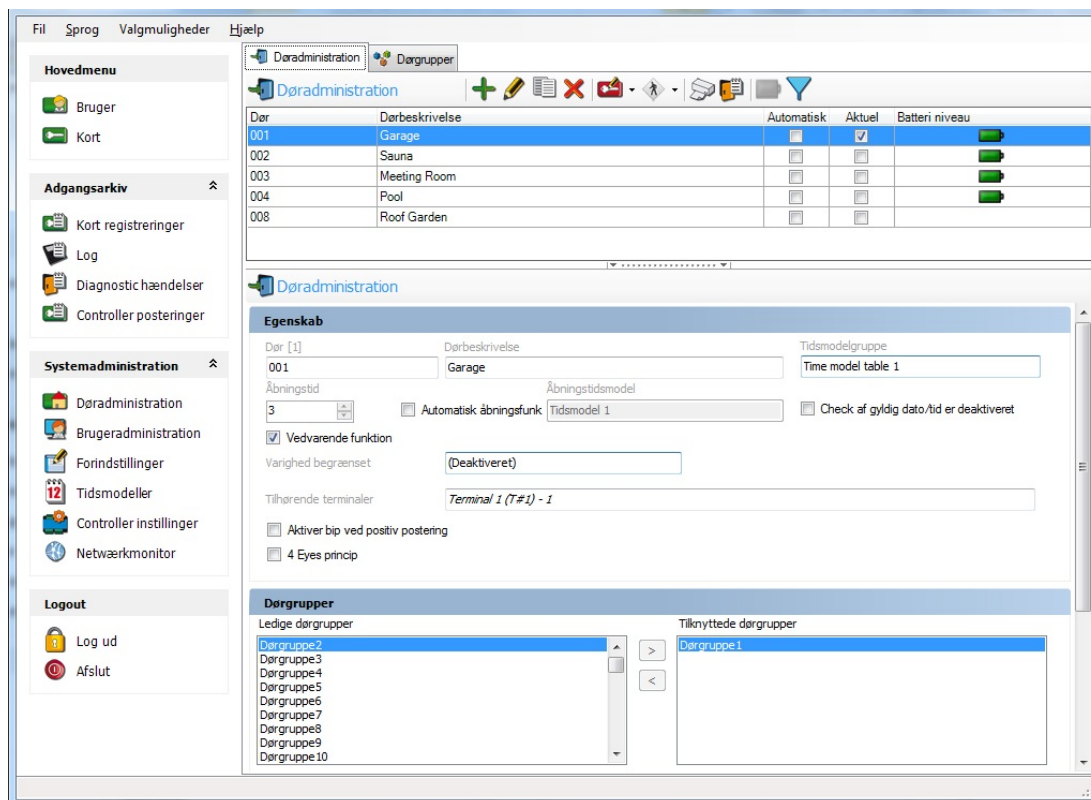 Fil Sprog Valgmuligheder Hjælp
Hovedmenu
Bruger
Kort
Adgangsarkiv
Kort registreringer
Log
Diagnostic hændelser
Controller posteringer
Systemadministration
Døradministration
Brugeradministration
Forindstillinger
Tidsmodeller
Controller instillinger
Netwærkmonitor
Logout
Log ud
Afslut
Døradministration Dørgrupper
Døradministration
Dør Dørbeskrivelse Automatisk Aktuel Batteri niveau
001 Garage
002 Sauna
003 Meeting Room
004 Pool
008 Roof Garden
Døradministration
Egenskab
Dør [1] Dørbeskrivelse Tidsmodelgruppe
001 Garage Time model table 1
Åbningstid Åbningstidsmodel
3 Automatisk åbningsfunk Tidsmodel 1 Check af gyldig dato/tid er deaktiveret
Vedvarende funktion
Varighed begrænset (Deaktiveret)
Tilhørende terminaler Terminal 1 (T#1) - 1
Aktiver bip ved positiv postering
4 Eyes princip
Dørgrupper
Ledige dørgrupper Tilknyttede dørgrupper
Dørgruppe2 > Dørgruppe1
Dørgruppe3
Dørgruppe4
Dørgruppe5 <
Dørgruppe6
Dørgruppe7
Dørgruppe8
Dørgruppe9
Dørgruppe10